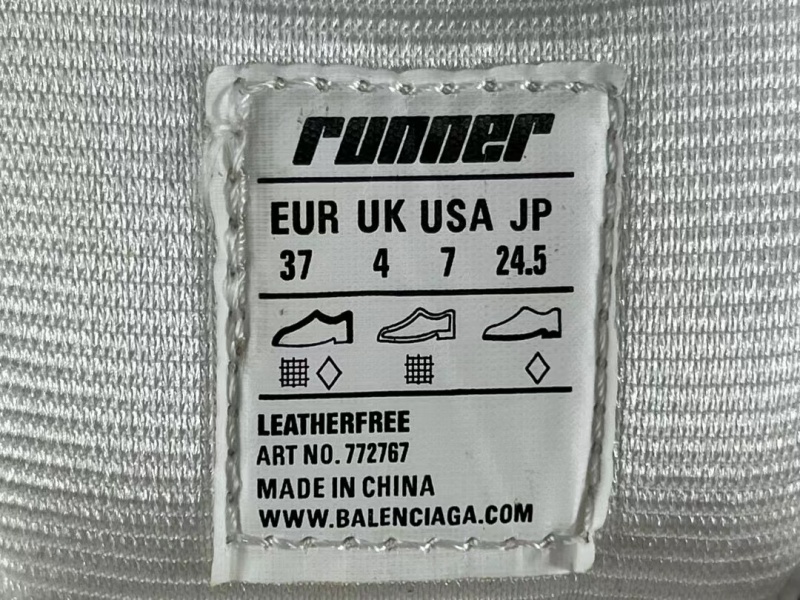 runner
EUR UK USA JP
37 4 7 24.5
LEATHERFREE
ART NO. 772767
MADE IN CHINA
WWW.BALENCIAGA.COM